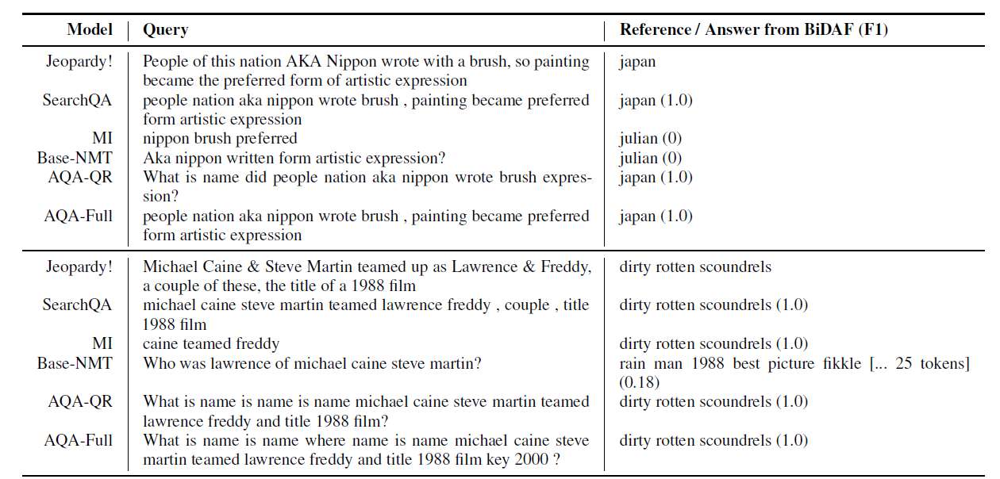 Model Query Reference / Answer from BiDAF (F1)
Jeopardy! People of this nation AKA Nippon wrote with a brush, so painting japan
became the preferred form of artistic expression
SearchQA people nation aka nippon wrote brush , painting became preferred japan (1.0)
form artistic expression
MI nippon brush preferred julian (0)
Base-NMT Aka nippon written form artistic expression? julian (0)
AQA-QR What is name did people nation aka nippon wrote brush expres- japan (1.0)
sion?
AQA-Full people nation aka nippon wrote brush , painting became preferred japan (1.0)
form artistic expression
Jeopardy! Michael Caine & Steve Martin teamed up as Lawrence & Freddy, dirty rotten scoundrels
a couple of these, the title of a 1988 film
SearchQA michael caine steve martin teamed lawrence freddy , couple , title dirty rotten scoundrels (1.0)
1988 film
MI caine teamed freddy dirty rotten scoundrels (1.0)
Base-NMT Who was lawrence of michael caine steve martin? rain man 1988 best picture fikkle [... 25 tokens]
(0.18)
AQA-QR What is name is name is name michael caine steve martin teamed dirty rotten scoundrels (1.0)
lawrence freddy and title 1988 film?
AQA-Full What is name is name where name is name michael caine steve dirty rotten scoundrels (1.0)
martin teamed lawrence freddy and title 1988 film key 2000 ?